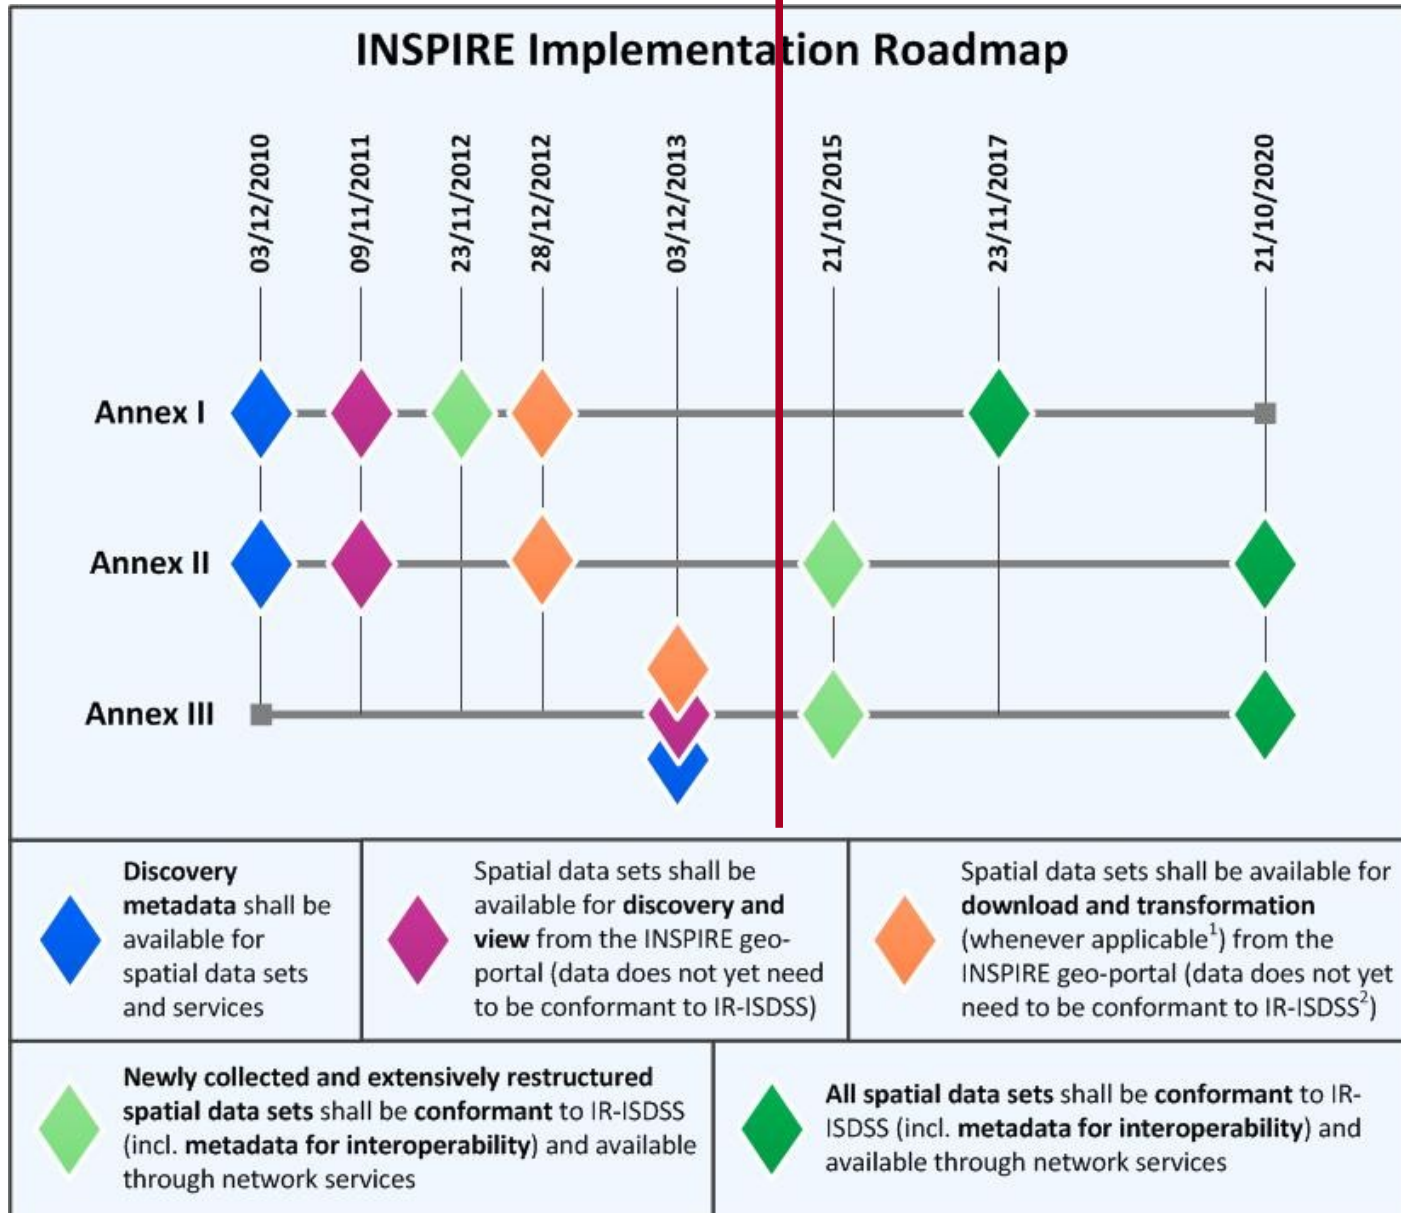 INSPIRE Implementation Roadmap
03/12/2010
09/11/2011
23/11/2012
28/12/2012
03/12/2013
21/10/2015
23/11/2017
21/10/2020
Annex I
Annex II
Annex III
Discovery
metadata shall be
available for
spatial data sets
and services
Spatial data sets shall be
available for discovery and
view from the INSPIRE geo-
portal (data does not yet need
to be conformant to IR-ISDSS)
Spatial data sets shall be available for
download and transformation
(whenever applicable¹) from the
INSPIRE geo-portal (data does not yet
need to be conformant to IR-ISDSS²)
Newly collected and extensively restructured
spatial data sets shall be conformant to IR-ISDSS
(incl. metadata for interoperability) and available
through network services
All spatial data sets shall be conformant to IR-
ISDSS (incl. metadata for interoperability) and
available through network services